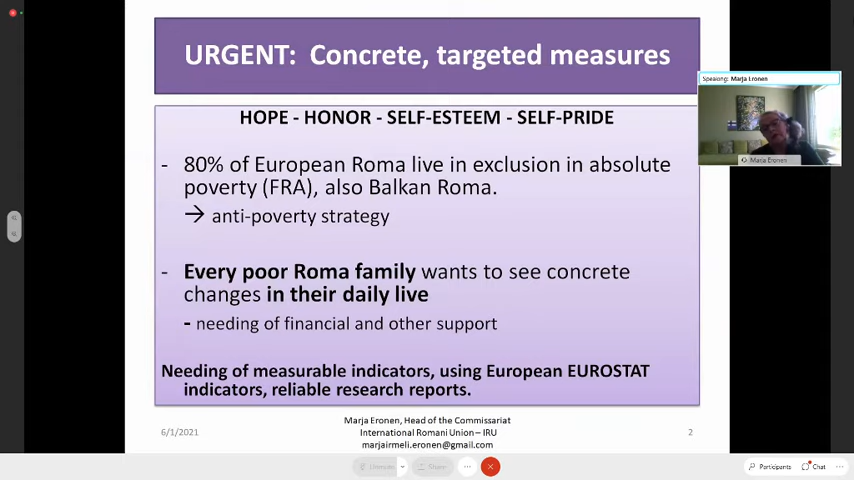 URGENT: Concrete, targeted measures
HOPE - HONOR - SELF-ESTEEM - SELF-PRIDE
- 80% of European Roma live in exclusion in absolute
poverty (FRA), also Balkan Roma.
→ anti-poverty strategy
- Every poor Roma family wants to see concrete
changes in their daily live
- needing of financial and other support
Needing of measurable indicators, using European EUROSTAT
indicators, reliable research reports.
6/1/2021
Marja Eronen, Head of the Commissariat
International Romani Union – IRU
marjairmeli.eronen@gmail.com
2
Speaking: Marja Eronen
Marja Eronen
Unmute
Share
Participants
Chat